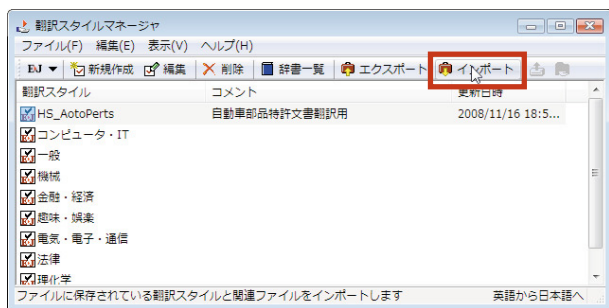 翻訳スタイルマネージャ
ファイル(F) 編集(E) 表示(V) ヘルプ(H)
EJ 新規作成 編集 削除 辞書一覧 エクスポート インポート
翻訳スタイル コメント 更新日時
HS_AotoPerts 自動車部品特許文書翻訳用 2008/11/16 18:5...
コンピュータ・IT
一般
機械
金融・経済
趣味・娯楽
電気・電子・通信
法律
理化学
ファイルに保存されている翻訳スタイルと関連ファイルをインポートします 英語から日本語へ